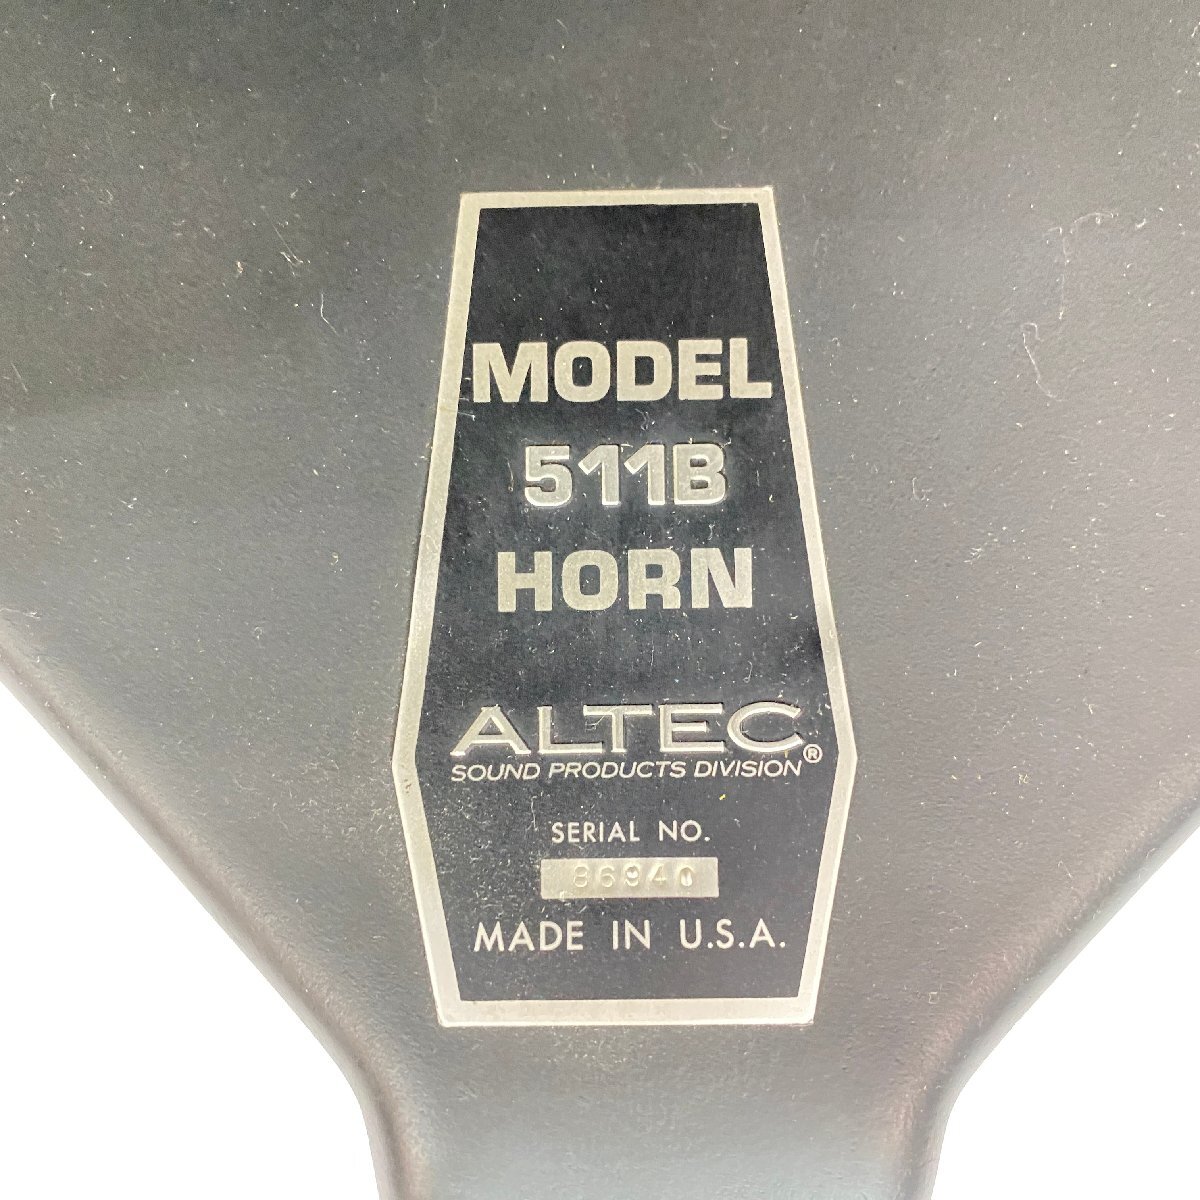 MODEL
511B
HORN
ALTEC
SOUND PRODUCTS DIVISION®
SERIAL NO.
86940
MADE IN U.S.A.